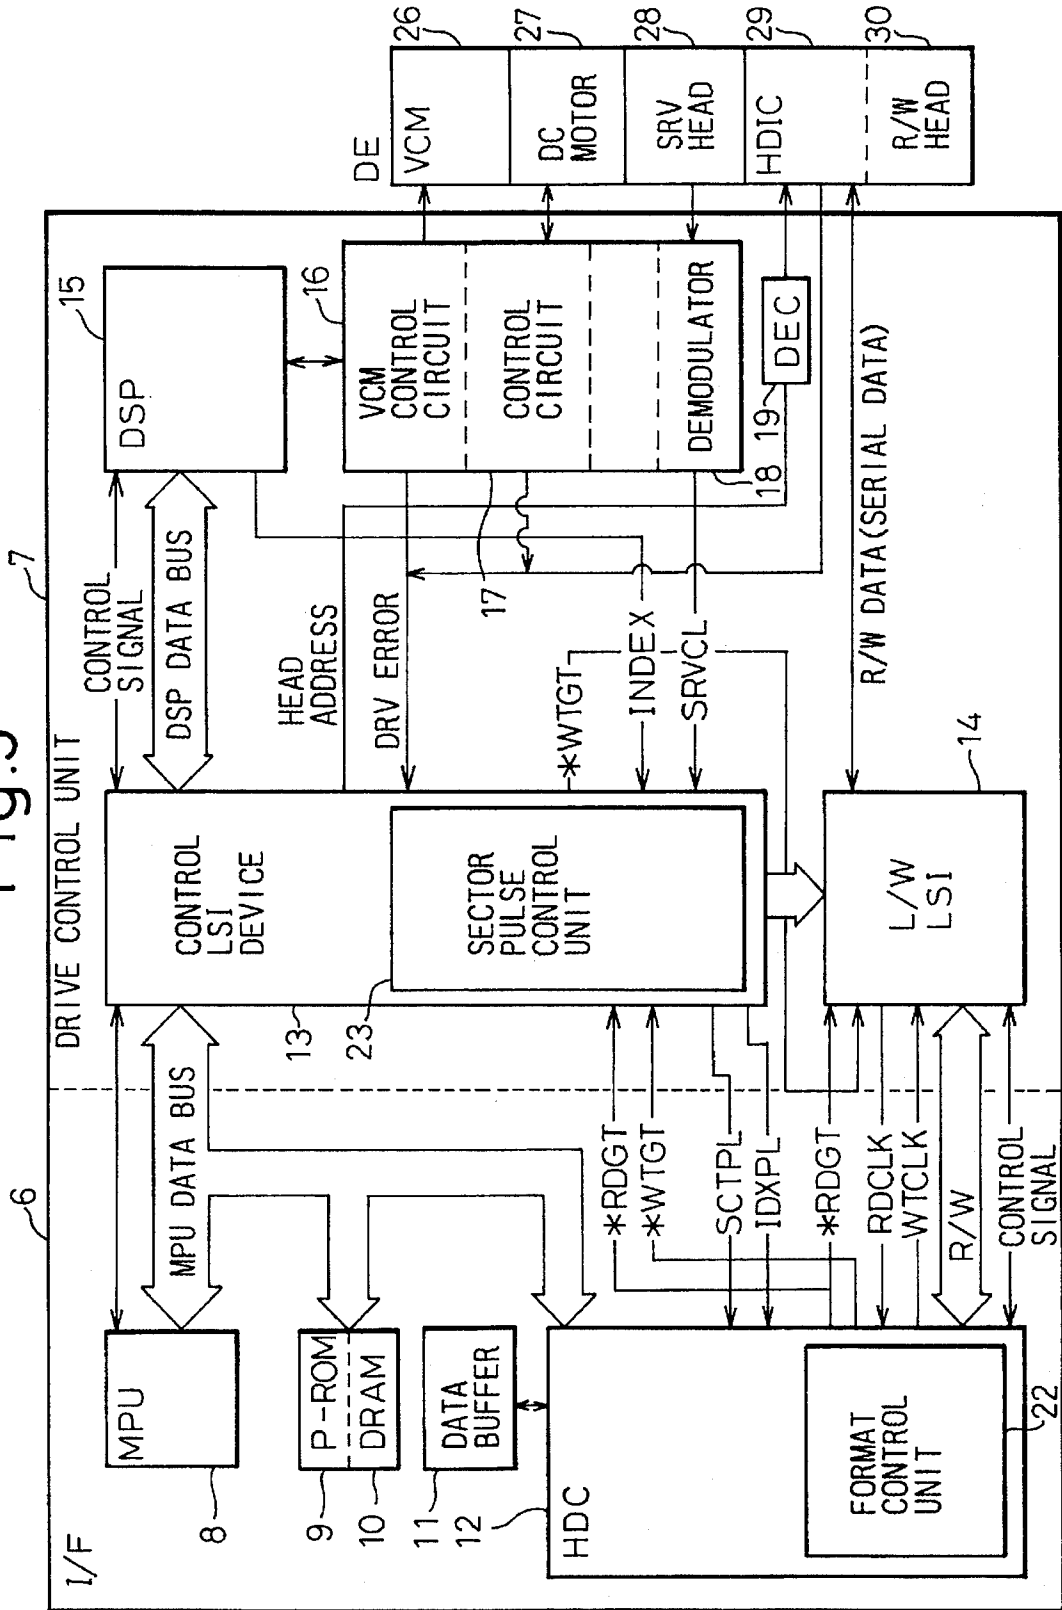 7
DRIVE CONTROL UNIT
6
I/F
MPU
8
MPU DATA BUS
P-ROM
DRAM
9
10
DATA
BUFFER
11
12
HDC
FORMAT
CONTROL
UNIT
22
CONTROL
LSI
DEVICE
13
SECTOR
PULSE
CONTROL
UNIT
23
CONTROL
SIGNAL
DSP DATA BUS
DSP
15
HEAD
ADDRESS
DRV ERROR
*WTGT
INDEX
SRVCL
16
VCM
CONTROL
CIRCUIT
CONTROL
CIRCUIT
DEMODULATOR
17
18
19
DEC
DE
VCM
26
DC
MOTOR
27
SRV
HEAD
28
HDIC
29
R/W
HEAD
30
*RDGT
*WTGT
SCTPL
IDXPL
*RDGT
RDCLK
WTCLK
R/W
CONTROL
SIGNAL
L/W
LSI
14
R/W DATA(SERIAL DATA)